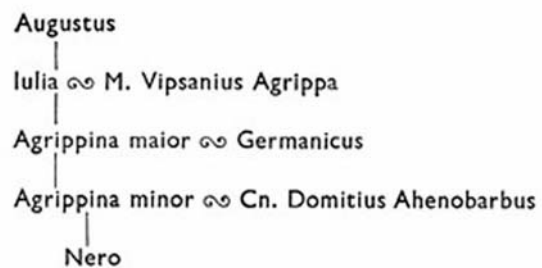 Augustus
Iulia ∾ M. Vipsanius Agrippa
Agrippina maior ∾ Germanicus
Agrippina minor ∾ Cn. Domitius Ahenobarbus
Nero